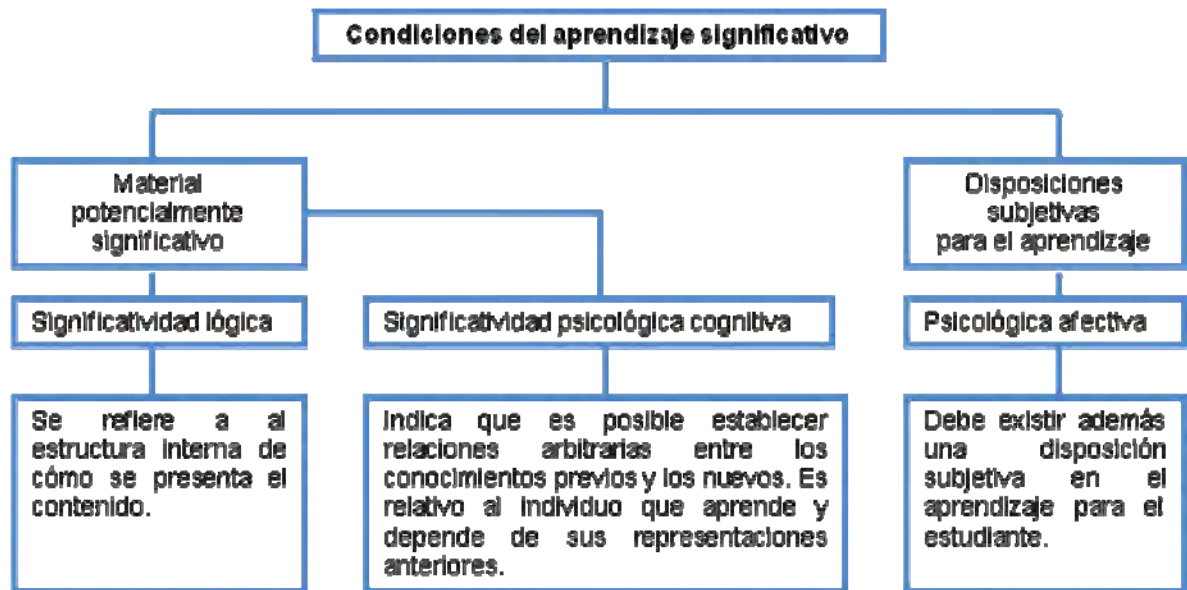 Condiciones del aprendizaje significativo
Material
potencialmente
significativo
Disposiciones
subjetivas
para el aprendizaje
Significatividad lógica
Significatividad psicológica cognitiva
Psicológica afectiva
Se refiere a al
estructura interna de
cómo se presenta el
contenido.
Indica que es posible establecer
relaciones arbitrarias entre los
conocimientos previos y los nuevos. Es
relativo al individuo que aprende y
depende de sus representaciones
anteriores.
Debe existir además
una disposición
subjetiva en el
aprendizaje para el
estudiante.